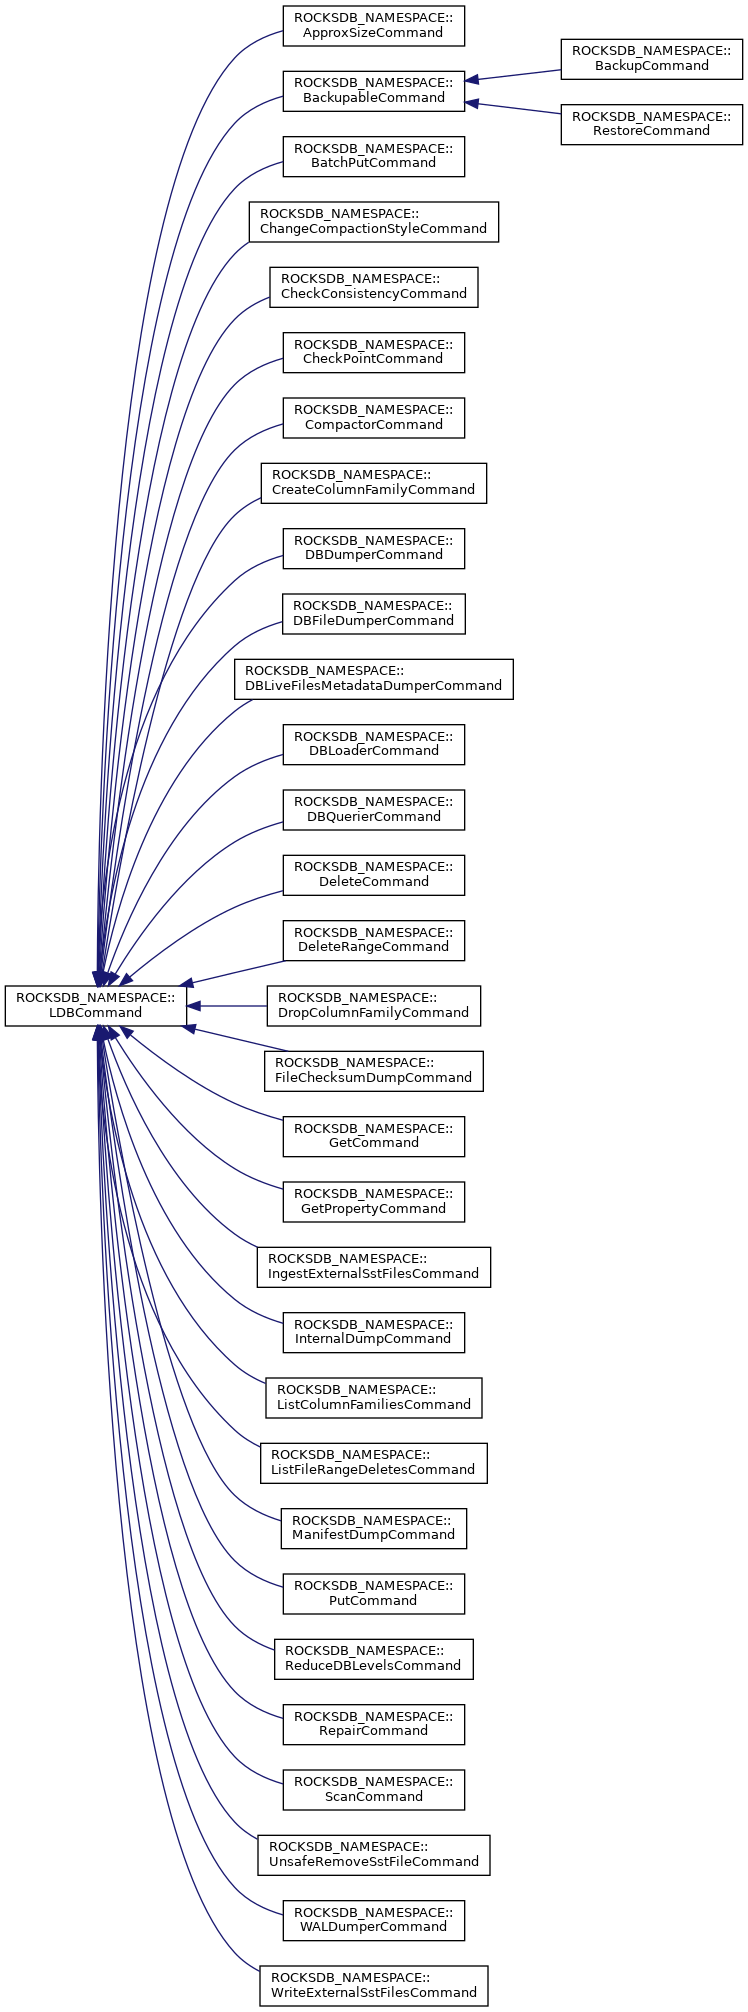 ROCKSDB_NAMESPACE::
ApproxSizeCommand
ROCKSDB_NAMESPACE::
BackupableCommand
ROCKSDB_NAMESPACE::
BackupCommand
ROCKSDB_NAMESPACE::
RestoreCommand
ROCKSDB_NAMESPACE::
BatchPutCommand
ROCKSDB_NAMESPACE::
ChangeCompactionStyleCommand
ROCKSDB_NAMESPACE::
CheckConsistencyCommand
ROCKSDB_NAMESPACE::
CheckPointCommand
ROCKSDB_NAMESPACE::
CompactorCommand
ROCKSDB_NAMESPACE::
CreateColumnFamilyCommand
ROCKSDB_NAMESPACE::
DBDumperCommand
ROCKSDB_NAMESPACE::
DBFileDumperCommand
ROCKSDB_NAMESPACE::
DBLiveFilesMetadataDumperCommand
ROCKSDB_NAMESPACE::
DBLoaderCommand
ROCKSDB_NAMESPACE::
DBQuerierCommand
ROCKSDB_NAMESPACE::
DeleteCommand
ROCKSDB_NAMESPACE::
DeleteRangeCommand
ROCKSDB_NAMESPACE::
LDBCommand
ROCKSDB_NAMESPACE::
DropColumnFamilyCommand
ROCKSDB_NAMESPACE::
FileChecksumDumpCommand
ROCKSDB_NAMESPACE::
GetCommand
ROCKSDB_NAMESPACE::
GetPropertyCommand
ROCKSDB_NAMESPACE::
IngestExternalSstFilesCommand
ROCKSDB_NAMESPACE::
InternalDumpCommand
ROCKSDB_NAMESPACE::
ListColumnFamiliesCommand
ROCKSDB_NAMESPACE::
ListFileRangeDeletesCommand
ROCKSDB_NAMESPACE::
ManifestDumpCommand
ROCKSDB_NAMESPACE::
PutCommand
ROCKSDB_NAMESPACE::
ReduceDBLevelsCommand
ROCKSDB_NAMESPACE::
RepairCommand
ROCKSDB_NAMESPACE::
ScanCommand
ROCKSDB_NAMESPACE::
UnsafeRemoveSstFileCommand
ROCKSDB_NAMESPACE::
WALDumperCommand
ROCKSDB_NAMESPACE::
WriteExternalSstFilesCommand